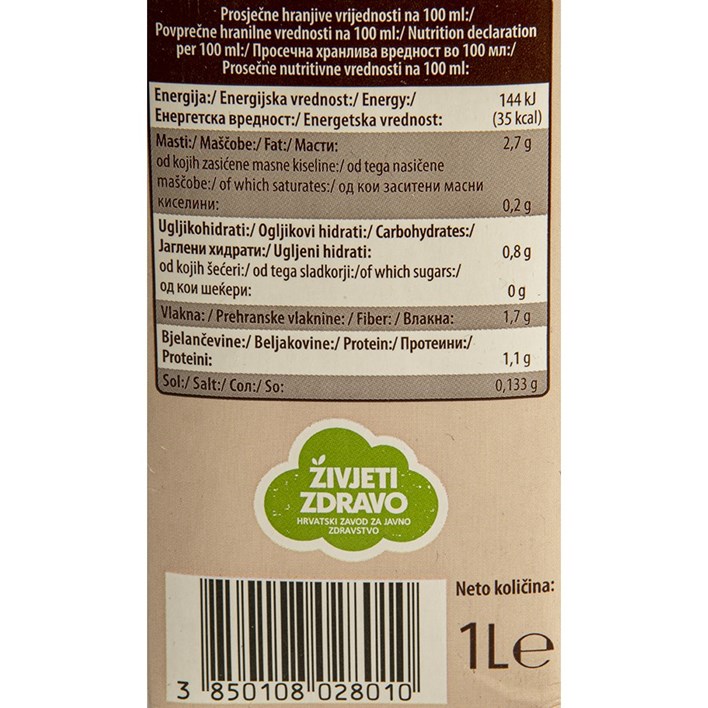 Prosječne hranjive vrijednosti na 100 ml:/
Povprečne hranilne vrednosti na 100 ml:/ Nutrition declaration
per 100 ml:/ Просечна хранлива вредност во 100 мл:/
Prosečne nutritivne vrednosti na 100 ml:
Energija:/ Energijska vrednost:/ Energy:/ 144 kJ
Енергетска вредност:/ Energetska vrednost: (35 kcal)
Masti:/ Maščobe:/ Fat:/ Масти: 2,7 g
od kojih zasićene masne kiseline:/ od tega nasičene
maščobe:/ of which saturates:/ од кои заситени масни
киселини: 0,2 g
Ugljikohidrati:/ Ogljikovi hidrati:/ Carbohydrates:/
Јаглени хидрати:/ Ugljeni hidrati: 0,8 g
od kojih šećeri:/ od tega sladkorji:/of which sugars:/
од кои шеќери: 0 g
Vlakna: / Prehranske vlaknine: / Fiber: / Влакна: 1,7 g
Bjelančevine:/ Beljakovine:/ Protein:/ Протеини:/
Proteini: 1,1 g
Sol:/ Salt:/ Сол:/ So: 0,133 g
ŽIVJETI
ZDRAVO
HRVATSKI ZAVOD ZA JAVNO
ZDRAVSTVO
Neto količina:
1L℮
3 850108 028010